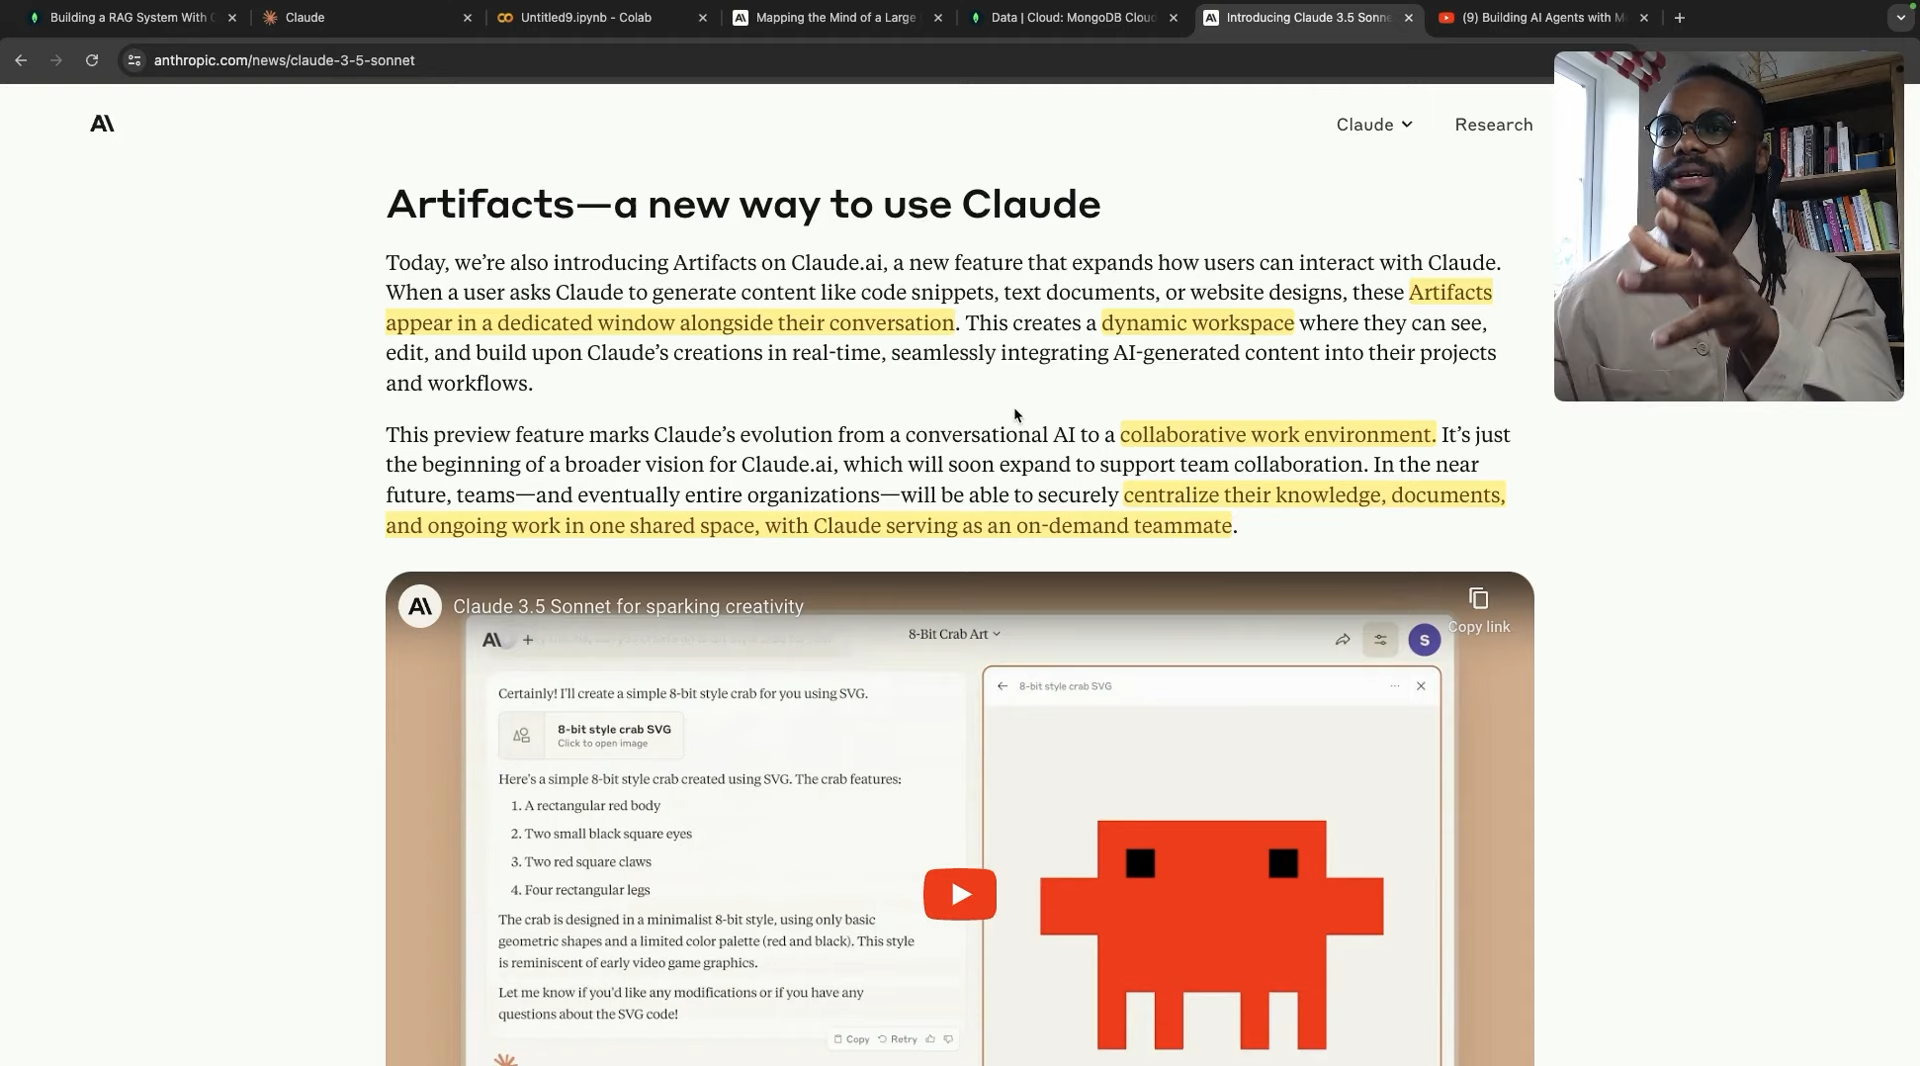 Building a RAG System With
Claude
Untitled9.ipynb - Colab
Mapping the Mind of a Large
Data | Cloud: MongoDB Cloud
Introducing Claude 3.5 Sonne
(9) Building AI Agents with M
anthropic.com/news/claude-3-5-sonnet
Claude
Research
Artifacts—a new way to use Claude
Today, we're also introducing Artifacts on Claude.ai, a new feature that expands how users can interact with Claude.
When a user asks Claude to generate content like code snippets, text documents, or website designs, these Artifacts
appear in a dedicated window alongside their conversation. This creates a dynamic workspace where they can see,
edit, and build upon Claude's creations in real-time, seamlessly integrating AI-generated content into their projects
and workflows.
This preview feature marks Claude's evolution from a conversational AI to a collaborative work environment. It's just
the beginning of a broader vision for Claude.ai, which will soon expand to support team collaboration. In the near
future, teams—and eventually entire organizations—will be able to securely centralize their knowledge, documents,
and ongoing work in one shared space, with Claude serving as an on-demand teammate.
Claude 3.5 Sonnet for sparking creativity
Copy link
8-Bit Crab Art
S
Certainly! I'll create a simple 8-bit style crab for you using SVG.
8-bit style crab SVG
Click to open image
Here's a simple 8-bit style crab created using SVG. The crab features:
1. A rectangular red body
2. Two small black square eyes
3. Two red square claws
4. Four rectangular legs
The crab is designed in a minimalist 8-bit style, using only basic
geometric shapes and a limited color palette (red and black). This style
is reminiscent of early video game graphics.
Let me know if you'd like any modifications or if you have any
questions about the SVG code!
Copy Retry
8-bit style crab SVG